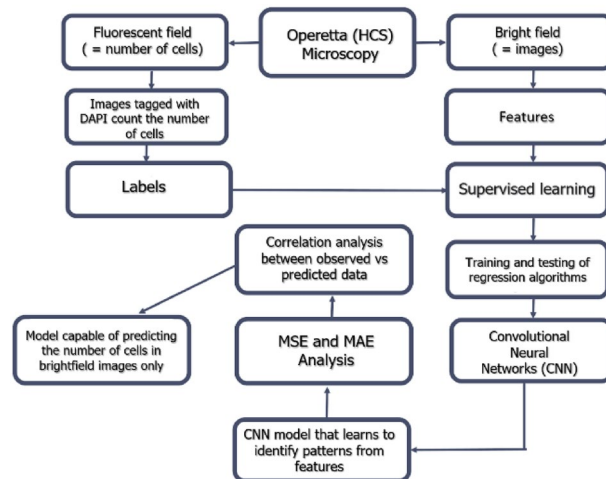 Fluorescent field
( = number of cells)
Operetta (HCS)
Microscopy
Bright field
( = images)
Images tagged with
DAPI count the number
of cells
Features
Labels
Supervised learning
Correlation analysis
between observed vs
predicted data
Training and testing of
regression algorithms
Model capable of predicting
the number of cells in
brightfield images only
MSE and MAE
Analysis
Convolutional
Neural
Networks (CNN)
CNN model that learns to
identify patterns from
features